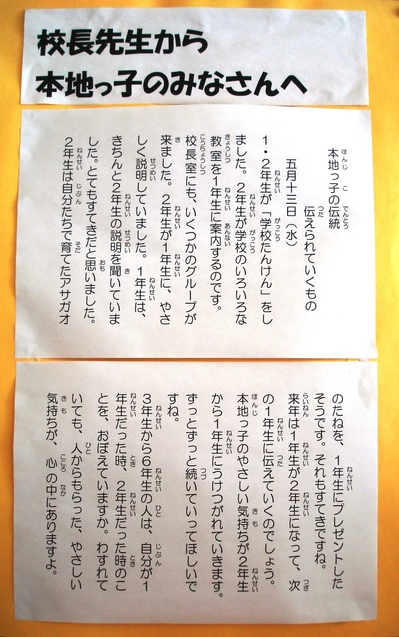 校長先生から
本地っ子のみなさんへ
本地っ子の伝統
伝えられていくもの
五月十三日（水）
１・２年生が「学校たんけん」をし
ました。２年生が学校のいろいろな
教室を１年生に案内するのです。
校長室にも、いくつかのグループが
来ました。２年生が１年生に、やさ
しく説明していました。１年生は、
きちんと２年生の説明を聞いていま
した。とてもすてきだと思いました。
２年生は自分たちで育てたアサガオ
のたねを、１年生にプレゼントした
そうです。それもすてきですね。
来年は１年生が２年生になって、次
の１年生に伝えていくのでしょう。
本地っ子のやさしい気持ちが２年生
から１年生にうけつがれていきます。
ずっとずっと続いていってほしいで
すね。
３年生から６年生の人は、自分が１
年生だった時、２年生だった時のこ
とを、おぼえていますか。わすれて
いても、人からもらった、やさしい
気持ちが、心の中にありますよ。